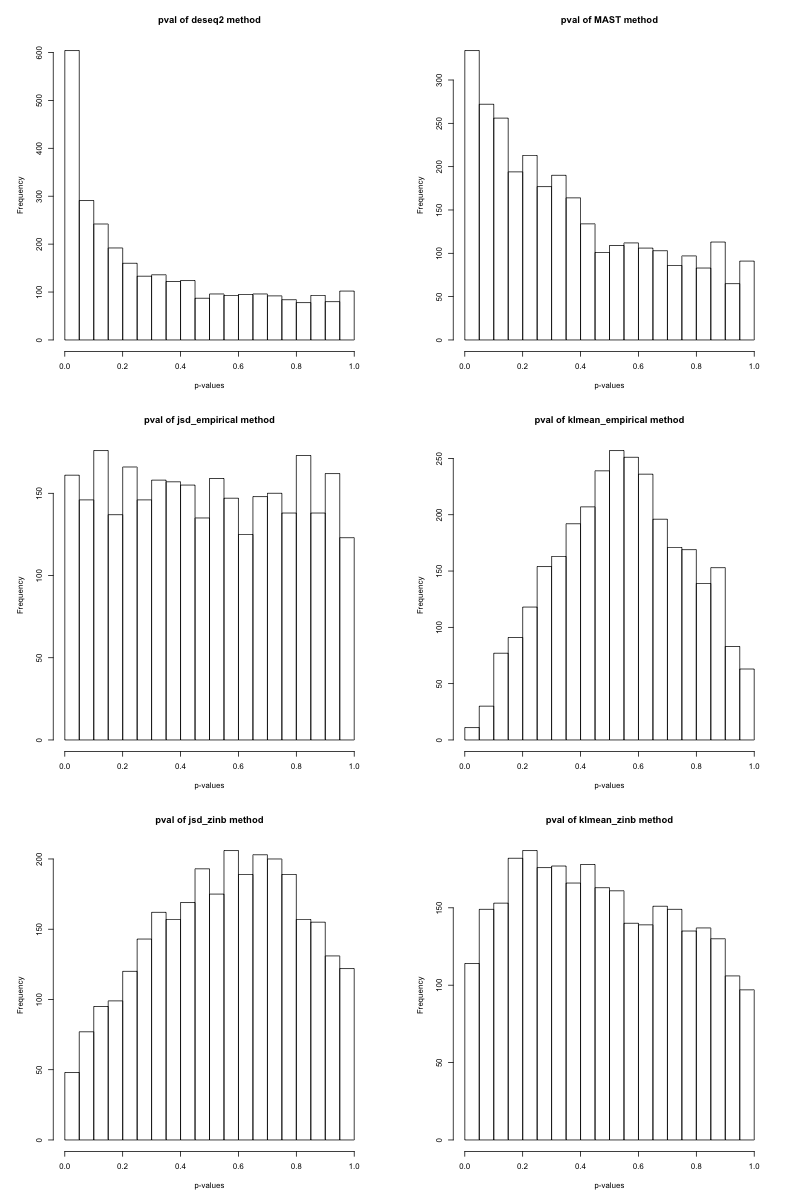 pval of deseq2 method
Frequency
0 100 200 300 400 500 600
0.0 0.2 0.4 0.6 0.8 1.0
p-values
pval of MAST method
Frequency
0 50 100 150 200 250 300
0.0 0.2 0.4 0.6 0.8 1.0
p-values
pval of jsd_empirical method
Frequency
0 50 100 150
0.0 0.2 0.4 0.6 0.8 1.0
p-values
pval of klmean_empirical method
Frequency
0 50 100 150 200 250
0.0 0.2 0.4 0.6 0.8 1.0
p-values
pval of jsd_zinb method
Frequency
0 50 100 150 200
0.0 0.2 0.4 0.6 0.8 1.0
p-values
pval of klmean_zinb method
Frequency
0 50 100 150
0.0 0.2 0.4 0.6 0.8 1.0
p-values